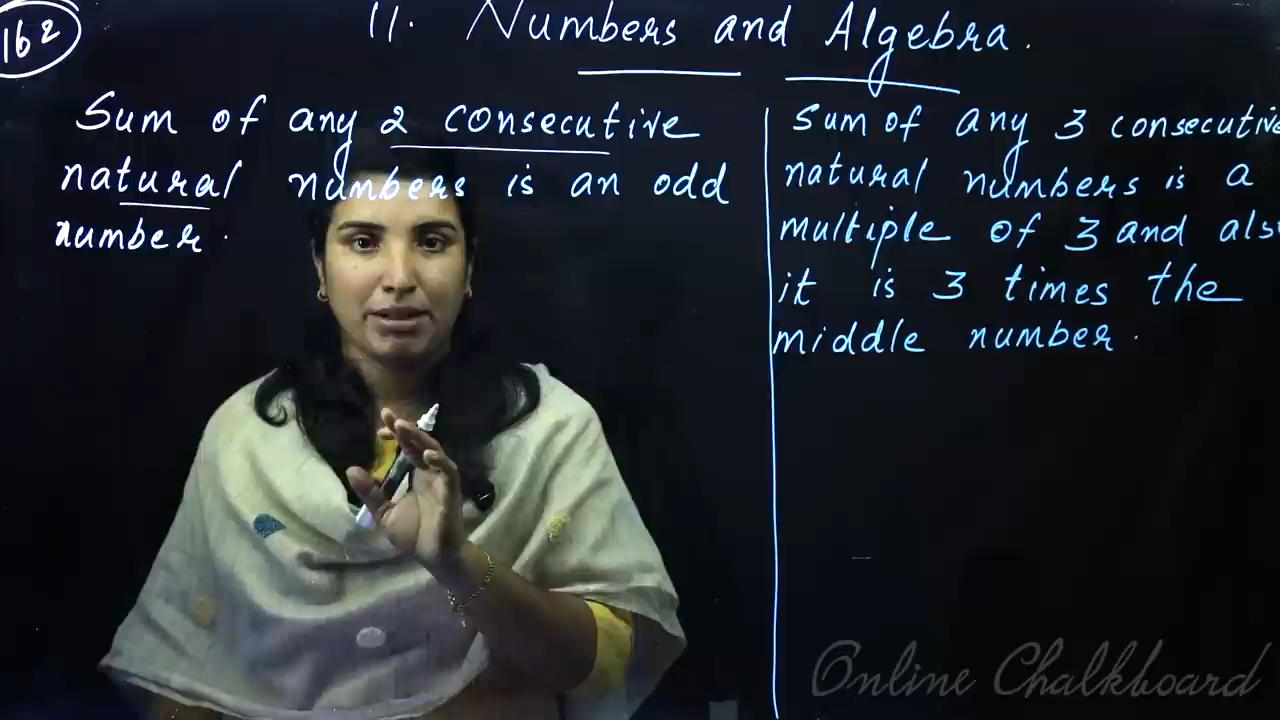 162
11. Numbers and Algebra.
Sum of any 2 consecutive
natural numbers is an odd
number.
Sum of any 3 consecutive
natural numbers is a
multiple of 3 and als
it is 3 times the
middle number.
Online Chalkboard